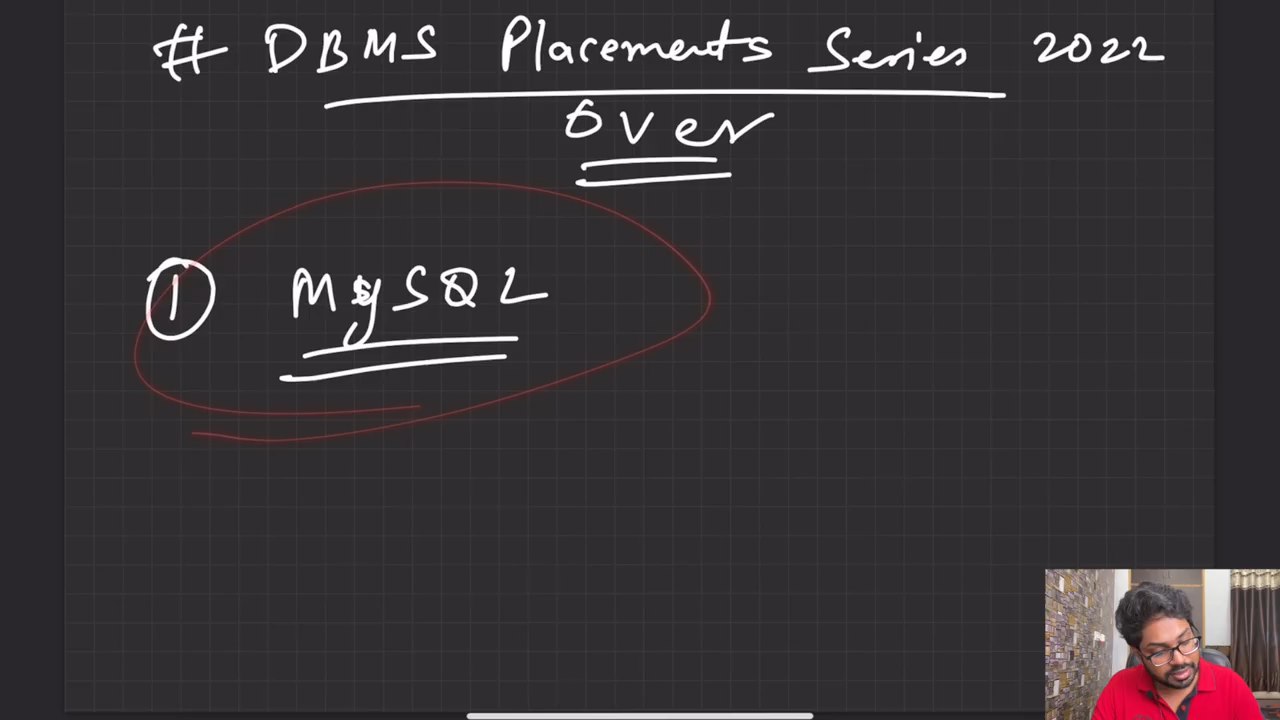 # DBMS Placements Series 2022
Over
① MySQL